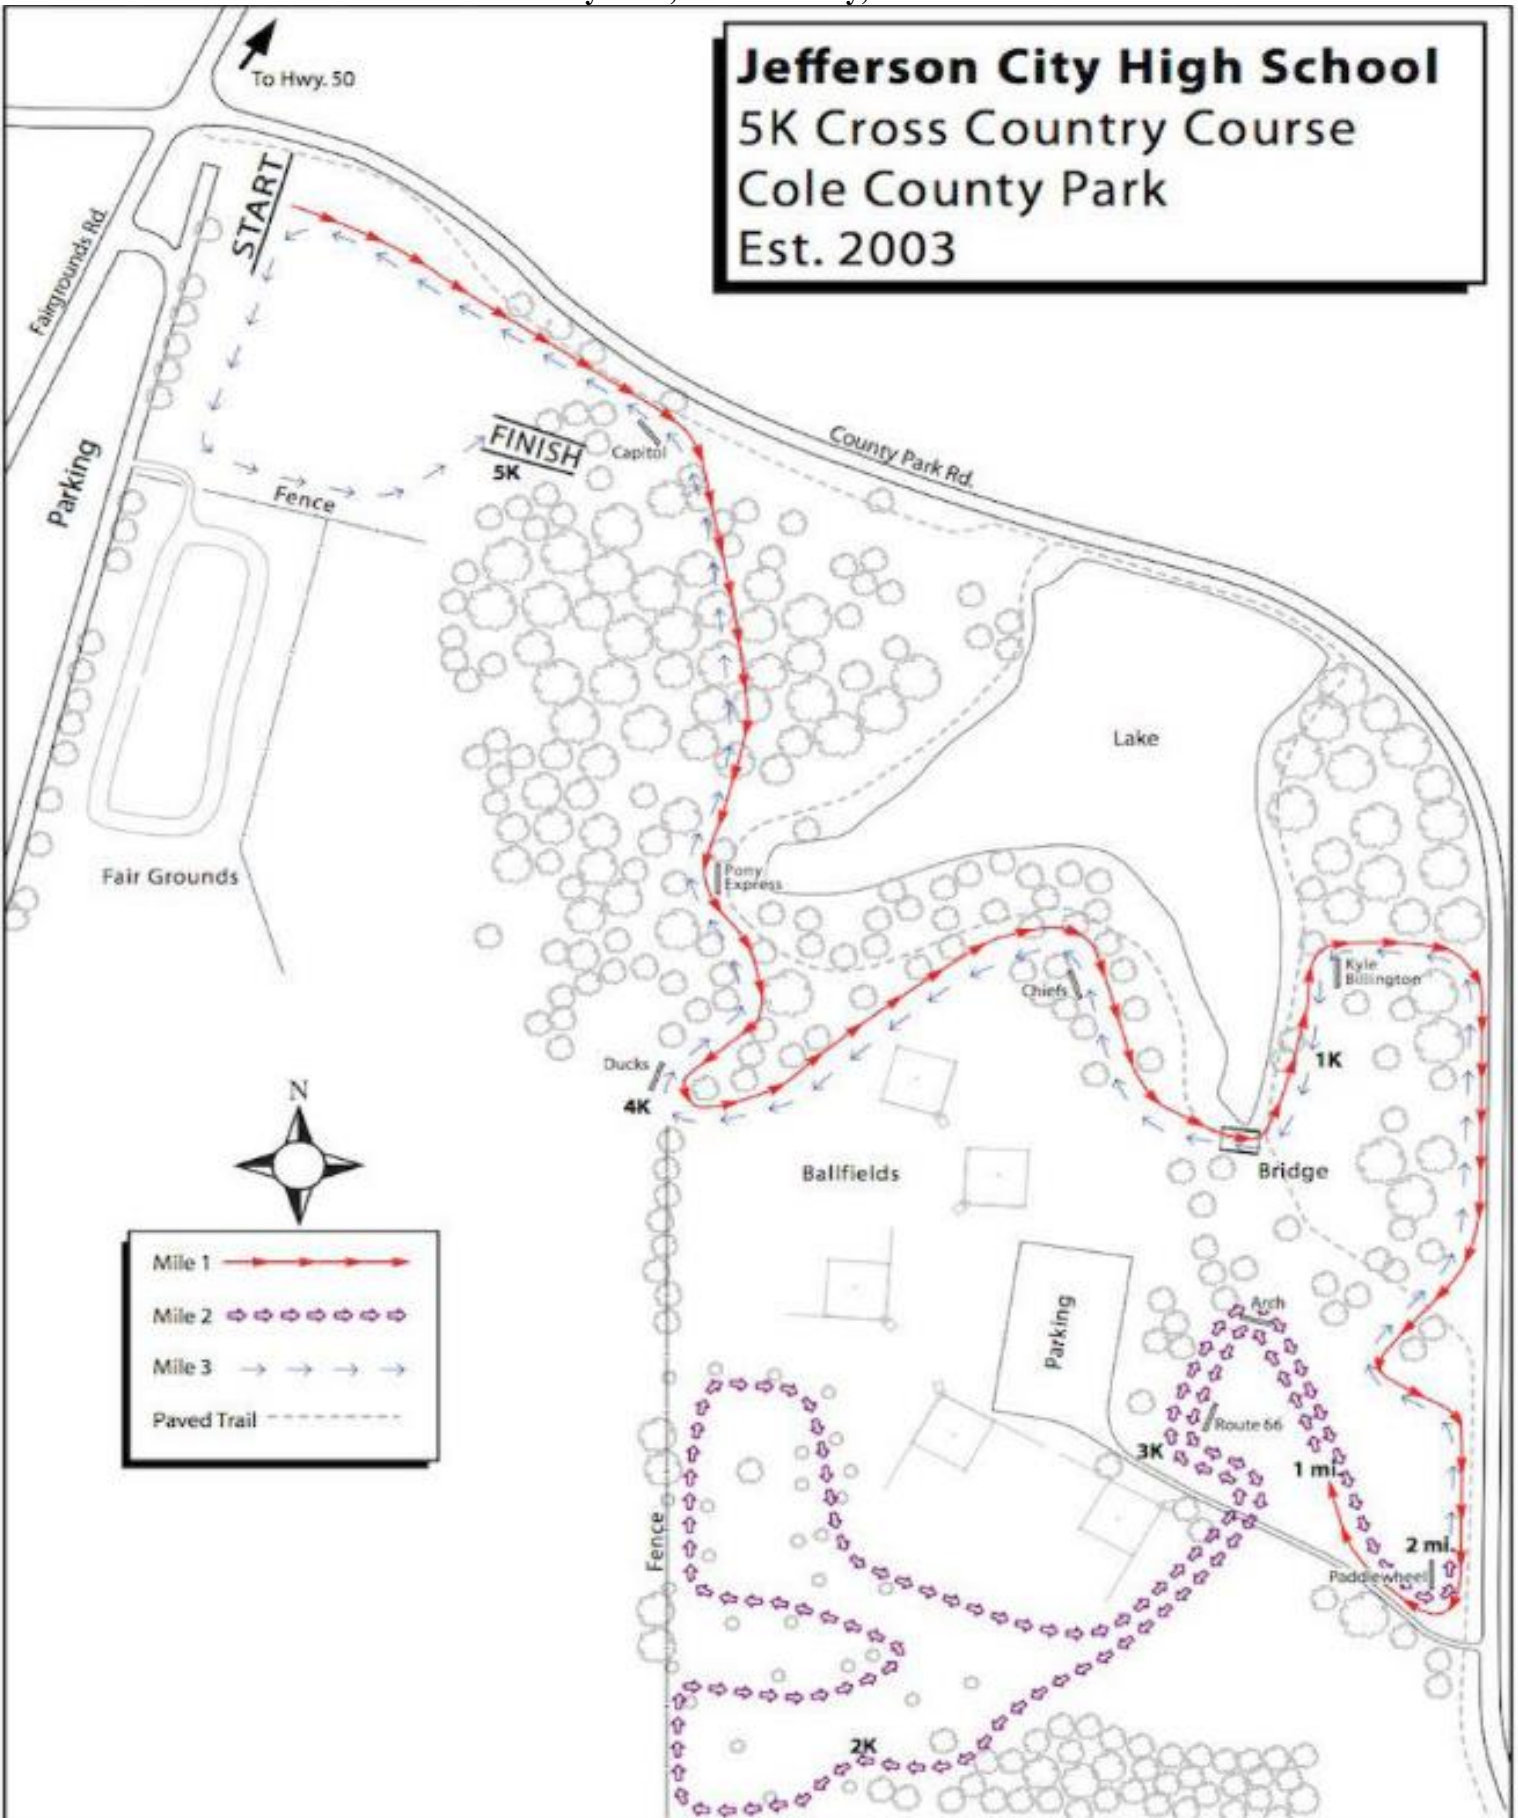 Jefferson City High School
5K Cross Country Course
Cole County Park
Est. 2003
To Hwy. 50
START
Fairgrounds Rd.
Parking
FINISH
5K
Capitol
County Park Rd.
Fence
Lake
Fair Grounds
Pony
Express
Kyle
Billington
Chiefs
1K
Ducks
4K
Ballfields
Bridge
N
Mile 1
Mile 2
Mile 3
Paved Trail
Parking
Arch
Route 66
3K
1 mi.
2 mi.
Paddlewheel
Fence
2K